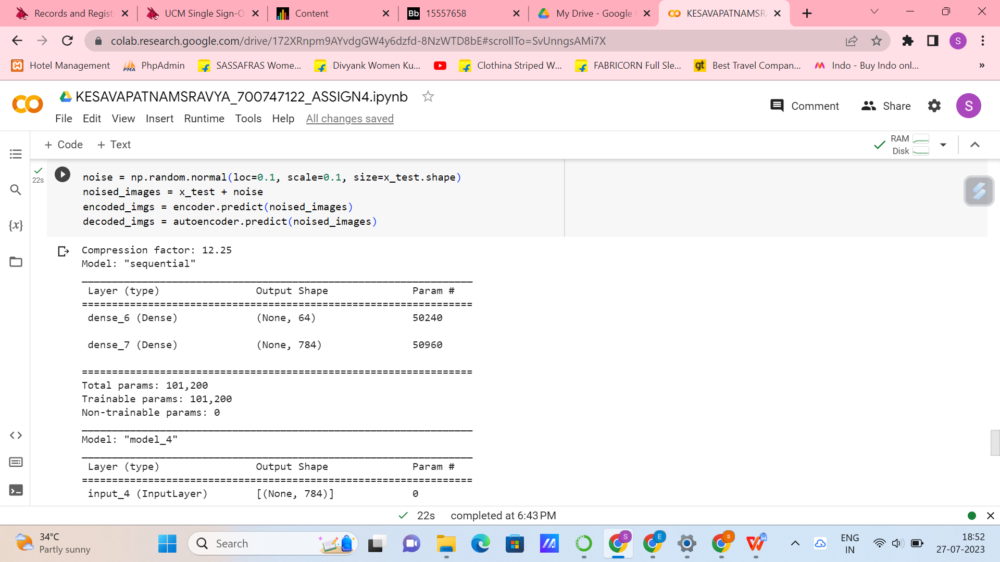 Records and Regist
UCM Single Sign-O
Content
Bb 15557658
My Drive - Google
KESAVAPATNAMSR
colab.research.google.com/drive/172XRnpm9AYvdgGW4y6dzfd-8NzWTD8bE#scrollTo=SvUnngsAMi7X
S
Hotel Management
PMA PhpAdmin
SASSAFRAS Wome...
Divyank Women Ku...
Clothina Striped W...
FABRICORN Full Sle...
gt Best Travel Compan...
Indo - Buy Indo onl...
»
KESAVAPATNAMSRAVYA_700747122_ASSIGN4.ipynb
Comment
Share
S
File Edit View Insert Runtime Tools Help All changes saved
+ Code + Text
RAM
Disk
22s
noise = np.random.normal(loc=0.1, scale=0.1, size=x_test.shape)
noised_images = x_test + noise
encoded_imgs = encoder.predict(noised_images)
decoded_imgs = autoencoder.predict(noised_images)
{x}
Compression factor: 12.25
Model: "sequential"
_________________________________________________________________
Layer (type) Output Shape Param #
=================================================================
dense_6 (Dense) (None, 64) 50240
dense_7 (Dense) (None, 784) 50960
=================================================================
Total params: 101,200
Trainable params: 101,200
Non-trainable params: 0
_________________________________________________________________
Model: "model_4"
_________________________________________________________________
Layer (type) Output Shape Param #
=================================================================
input_4 (InputLayer) [(None, 784)] 0
22s completed at 6:43 PM
34°C
Partly sunny
Search
S
E
S
W
ENG
IN
18:52
27-07-2023